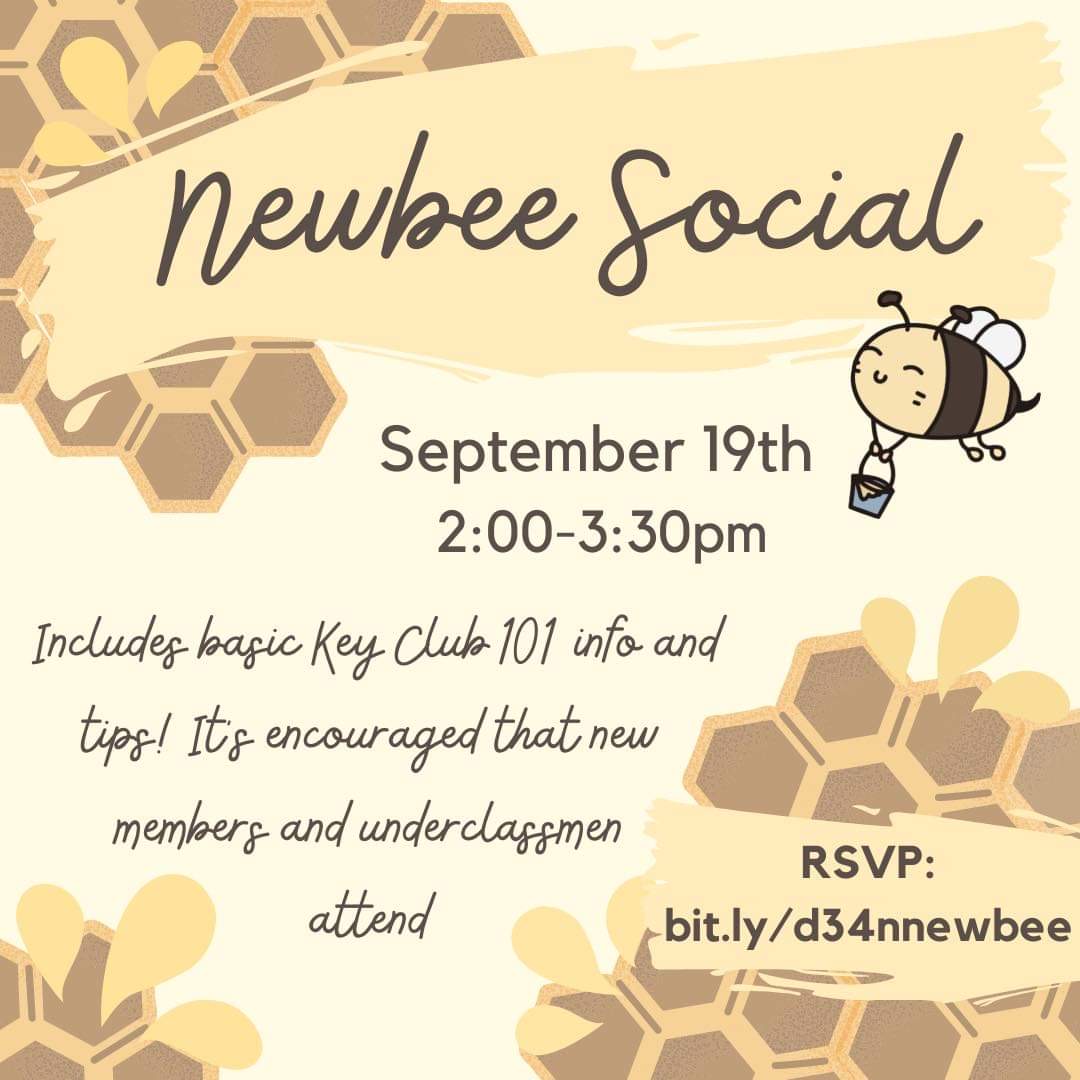 Newbee Social
September 19th
2:00-3:30pm
Includes basic Key Club 101 info and
tips! It's encouraged that new
members and underclassmen
attend
RSVP:
bit.ly/d34nnewbee